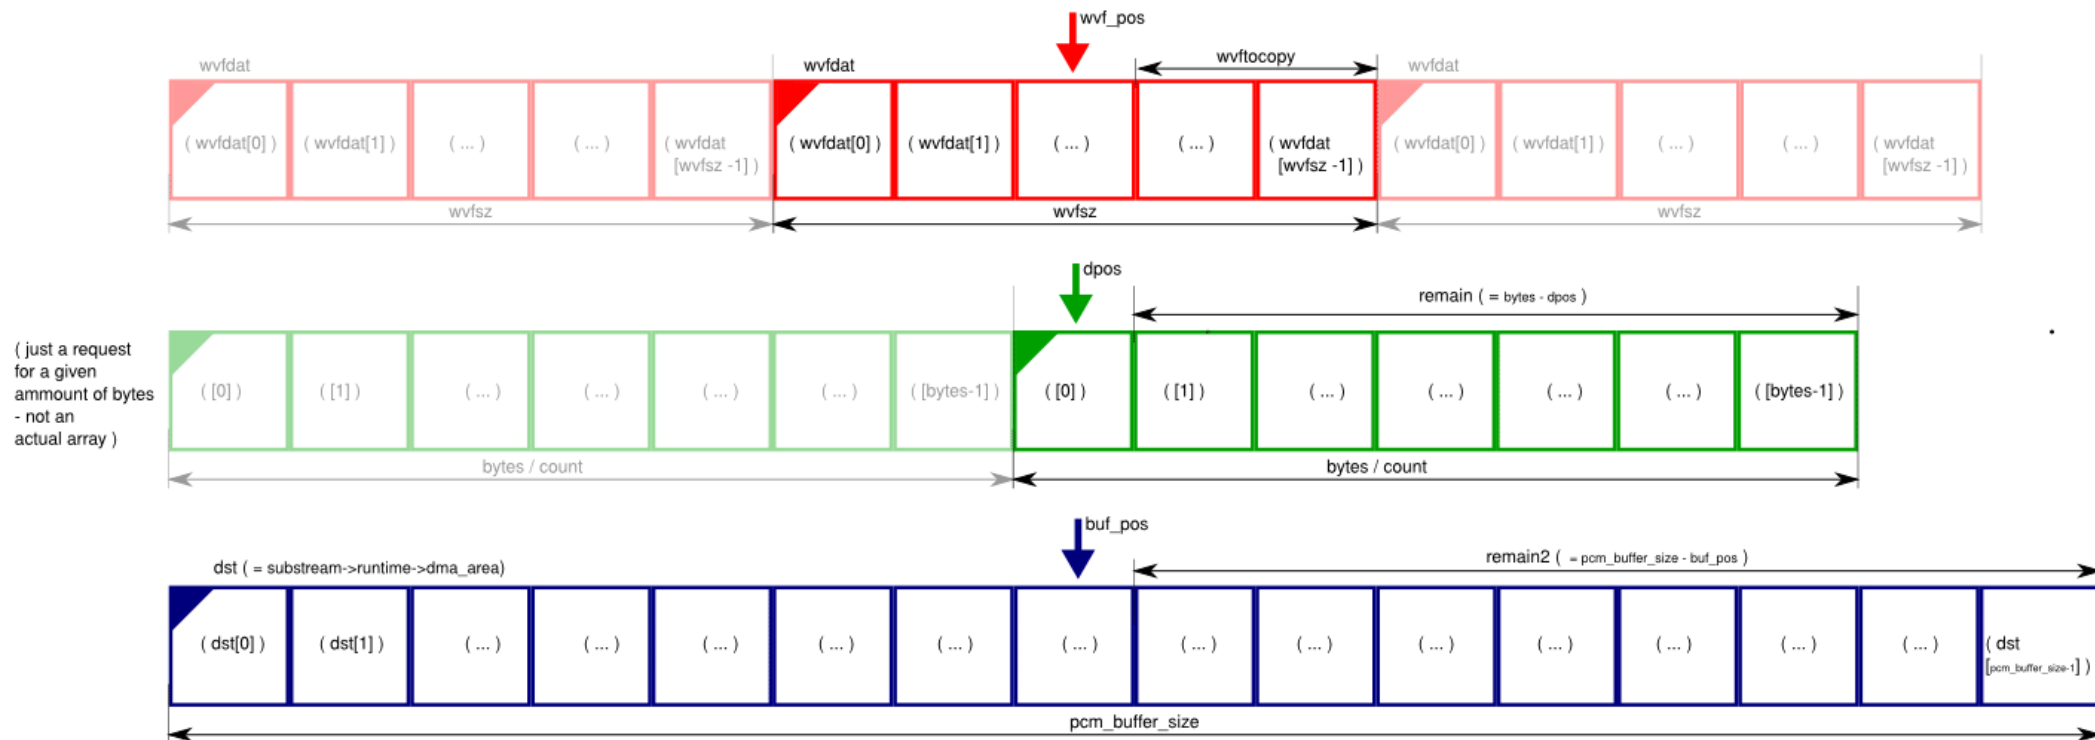 wvf_pos
wvfdat
wvfdat
wvftocopy
wvfdat
( wvfdat[0] ) ( wvfdat[1] ) ( ... ) ( ... ) ( wvfdat
[wvfsz -1] )
( wvfdat[0] ) ( wvfdat[1] ) ( ... ) ( ... ) ( wvfdat
[wvfsz -1] )
( wvfdat[0] ) ( wvfdat[1] ) ( ... ) ( ... ) ( wvfdat
[wvfsz -1] )
wvfsz
wvfsz
wvfsz
dpos
remain ( = bytes - dpos )
( just a request
for a given
ammount of bytes
- not an
actual array )
( [0] ) ( [1] ) ( ... ) ( ... ) ( ... ) ( ... ) ( [bytes-1] )
( [0] ) ( [1] ) ( ... ) ( ... ) ( ... ) ( ... ) ( [bytes-1] )
bytes / count
bytes / count
buf_pos
dst ( = substream->runtime->dma_area)
remain2 ( = pcm_buffer_size - buf_pos )
( dst[0] ) ( dst[1] ) ( ... ) ( ... ) ( ... ) ( ... ) ( ... ) ( ... ) ( ... ) ( ... ) ( ... ) ( ... ) ( ... ) ( ... ) ( ... ) ( dst
[pcm_buffer_size-1] )
pcm_buffer_size